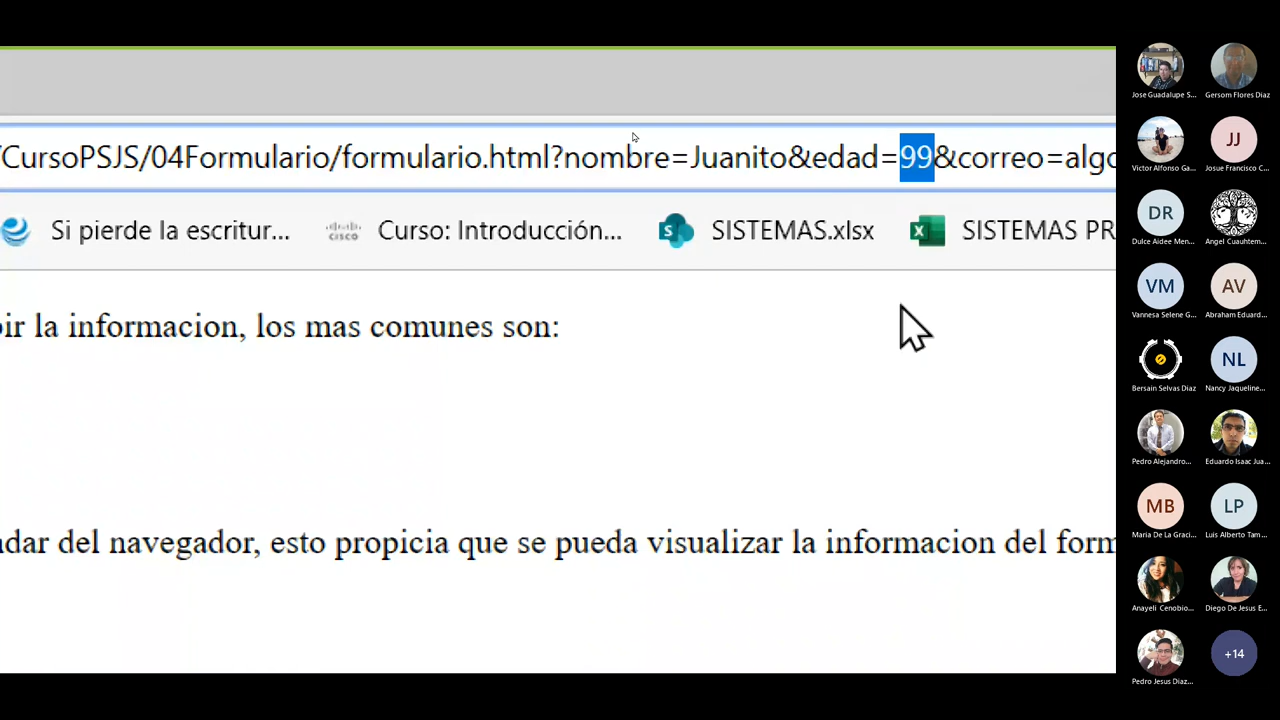 /CursoPSJS/04Formulario/formulario.html?nombre=Juanito&edad=99&correo=algo
Si pierde la escritur... Curso: Introducción... SISTEMAS.xlsx SISTEMAS PR
cisco
S
X
ir la informacion, los mas comunes son:
dar del navegador, esto propicia que se pueda visualizar la informacion del form
Jose Guadalupe S... Gersom Flores Diaz
JJ
Victor Alfonso Ga... Josue Francisco C...
DR
Dulce Aidee Men... Angel Cuauhtem...
VM AV
Vannesa Selene G... Abraham Eduard...
NL
Bersain Selvas Diaz Nancy Jaqueline...
Pedro Alejandro... Eduardo Isaac Jua...
MB LP
Maria De La Graci... Luis Alberto Tam...
Anayeli Cenobio... Diego De Jesus E...
+14
Pedro Jesus Diaz...